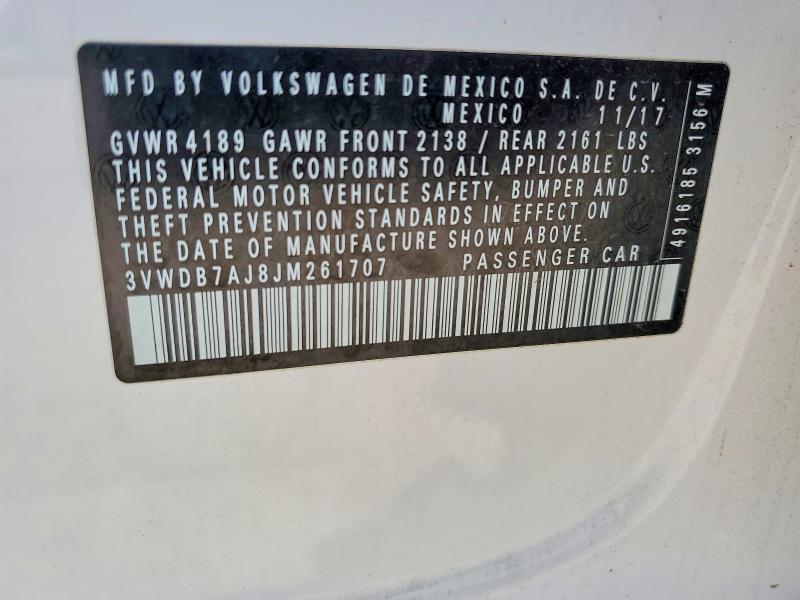 MFD BY VOLKSWAGEN DE MEXICO S.A. DE C.V.
MEXICO 11/17
GVWR 4189 GAWR FRONT 2138 / REAR 2161 LBS
THIS VEHICLE CONFORMS TO ALL APPLICABLE U.S.
FEDERAL MOTOR VEHICLE SAFETY, BUMPER AND
THEFT PREVENTION STANDARDS IN EFFECT ON
THE DATE OF MANUFACTURE SHOWN ABOVE.
3VWDB7AJ8JM261707 PASSENGER CAR
4916185 3156 M